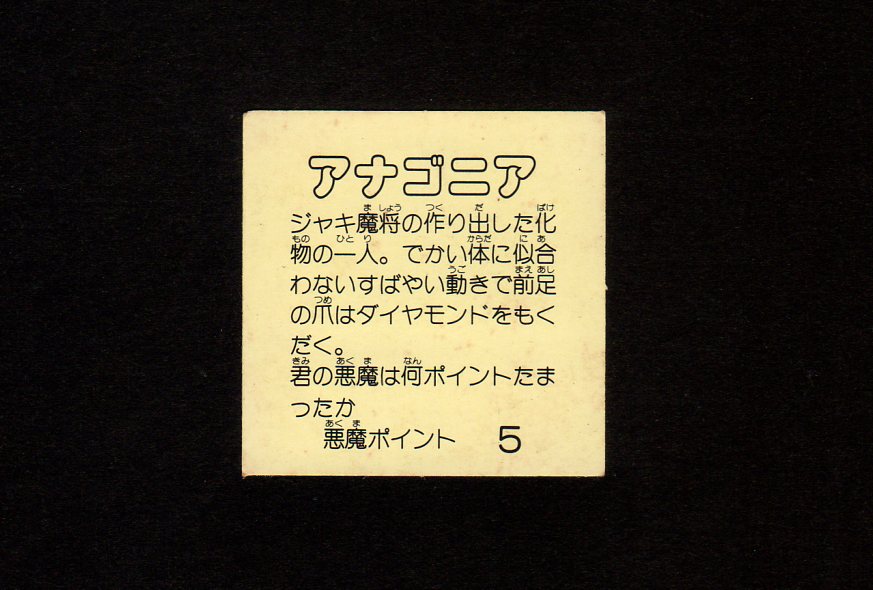 アナゴニア
ジャキ魔将の作り出した化
物の一人。でかい体に似合
わないすばやい動きで前足
の爪はダイヤモンドをもく
だく。
君の悪魔は何ポイントたま
ったか
悪魔ポイント 5